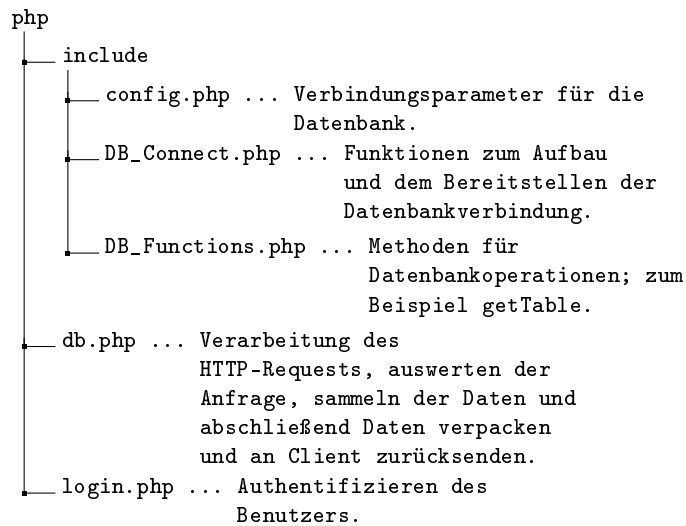 php
include
config.php ... Verbindungsparameter für die
Datenbank.
DB_Connect.php ... Funktionen zum Aufbau
und dem Bereitstellen der
Datenbankverbindung.
DB_Functions.php ... Methoden für
Datenbankoperationen; zum
Beispiel getTable.
db.php ... Verarbeitung des
HTTP-Requests, auswerten der
Anfrage, sammeln der Daten und
abschließend Daten verpacken
und an Client zurücksenden.
login.php ... Authentifizieren des
Benutzers.